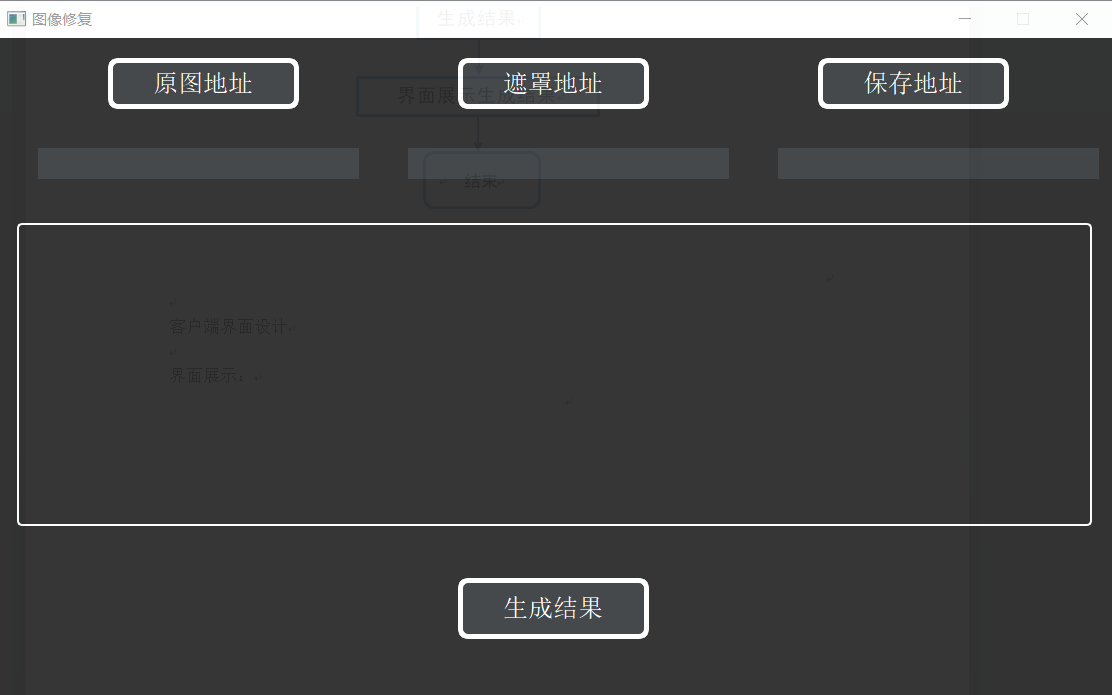 图像修复
生成结果
原图地址
遮罩地址
保存地址
界面展示生成结果
结束
客户端界面设计
界面展示：
生成结果